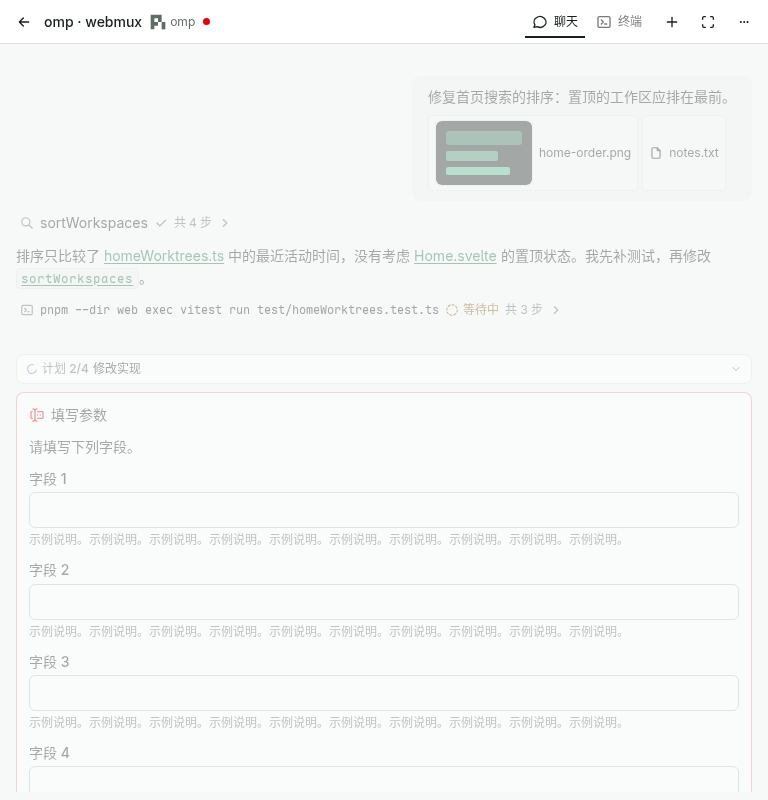 omp · webmux omp 聊天 终端
修复首页搜索的排序：置顶的工作区应排在最前。
home-order.png notes.txt
sortWorkspaces 共 4 步
排序只比较了 homeWorktrees.ts 中的最近活动时间，没有考虑 Home.svelte 的置顶状态。我先补测试，再修改
sortWorkspaces 。
pnpm --dir web exec vitest run test/homeWorktrees.test.ts 等待中 共 3 步
计划 2/4 修改实现
填写参数
请填写下列字段。
字段 1
示例说明。示例说明。示例说明。示例说明。示例说明。示例说明。示例说明。示例说明。示例说明。示例说明。
字段 2
示例说明。示例说明。示例说明。示例说明。示例说明。示例说明。示例说明。示例说明。示例说明。示例说明。
字段 3
示例说明。示例说明。示例说明。示例说明。示例说明。示例说明。示例说明。示例说明。示例说明。示例说明。
字段 4